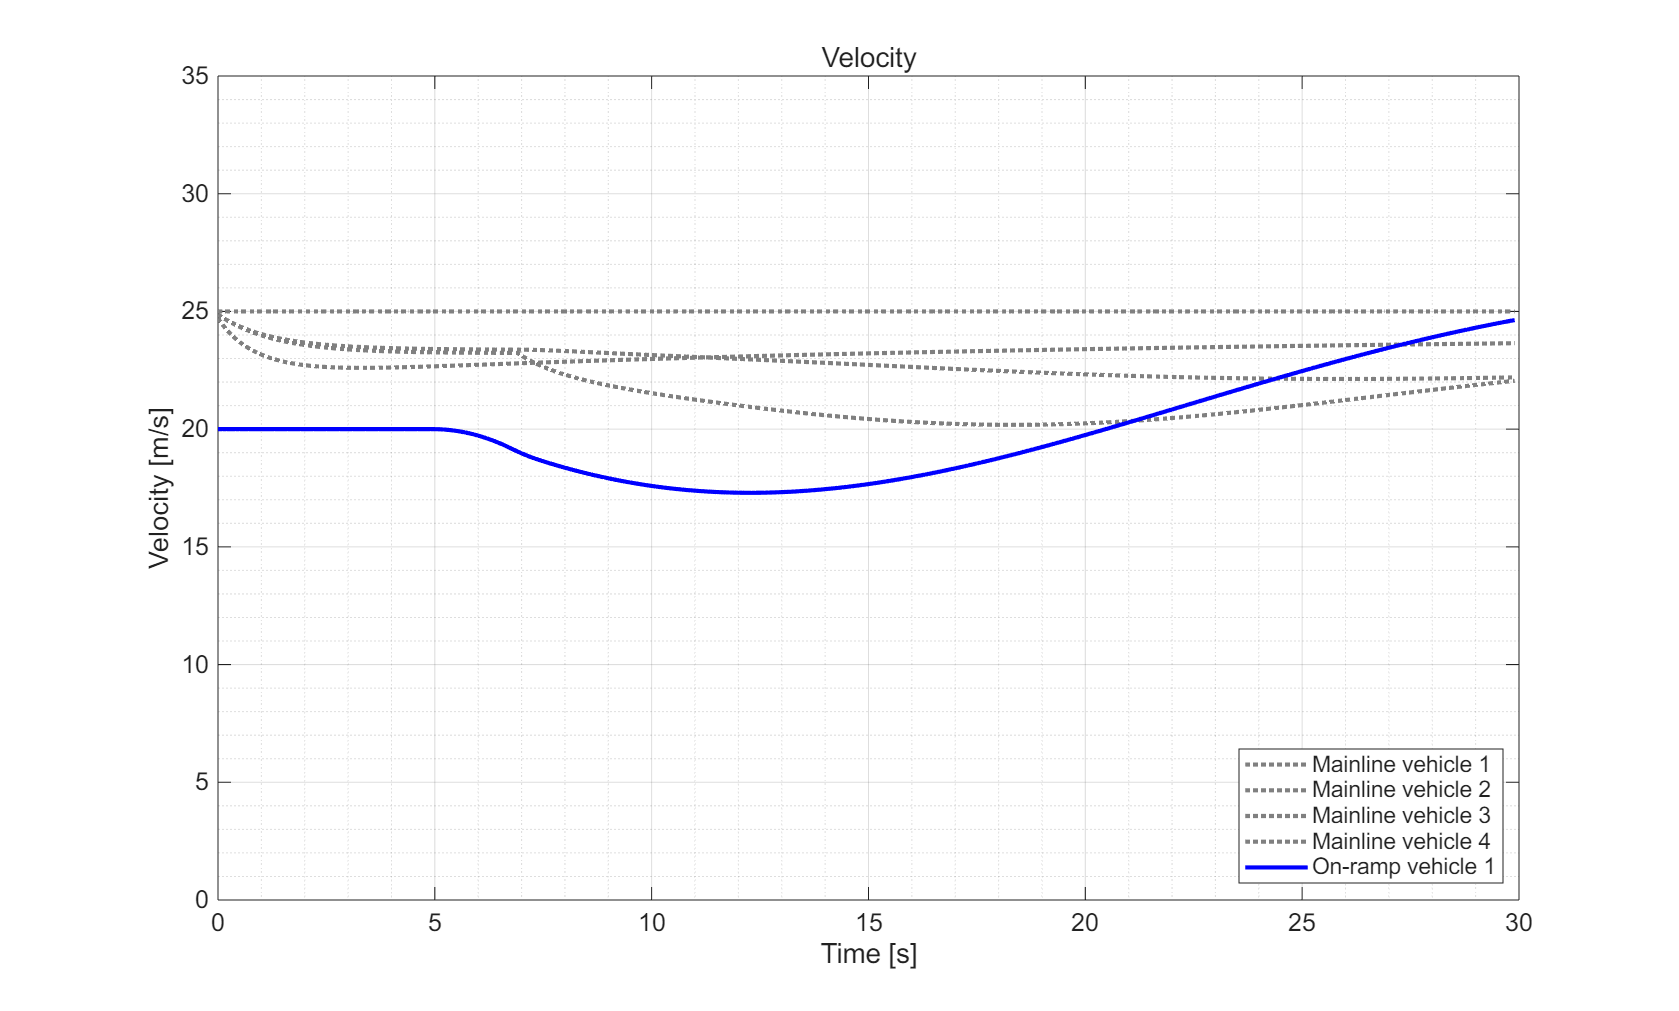 Velocity
35
30
25
20
15
10
5
0
Velocity [m/s]
0 5 10 15 20 25 30
Time [s]
Mainline vehicle 1
Mainline vehicle 2
Mainline vehicle 3
Mainline vehicle 4
On-ramp vehicle 1